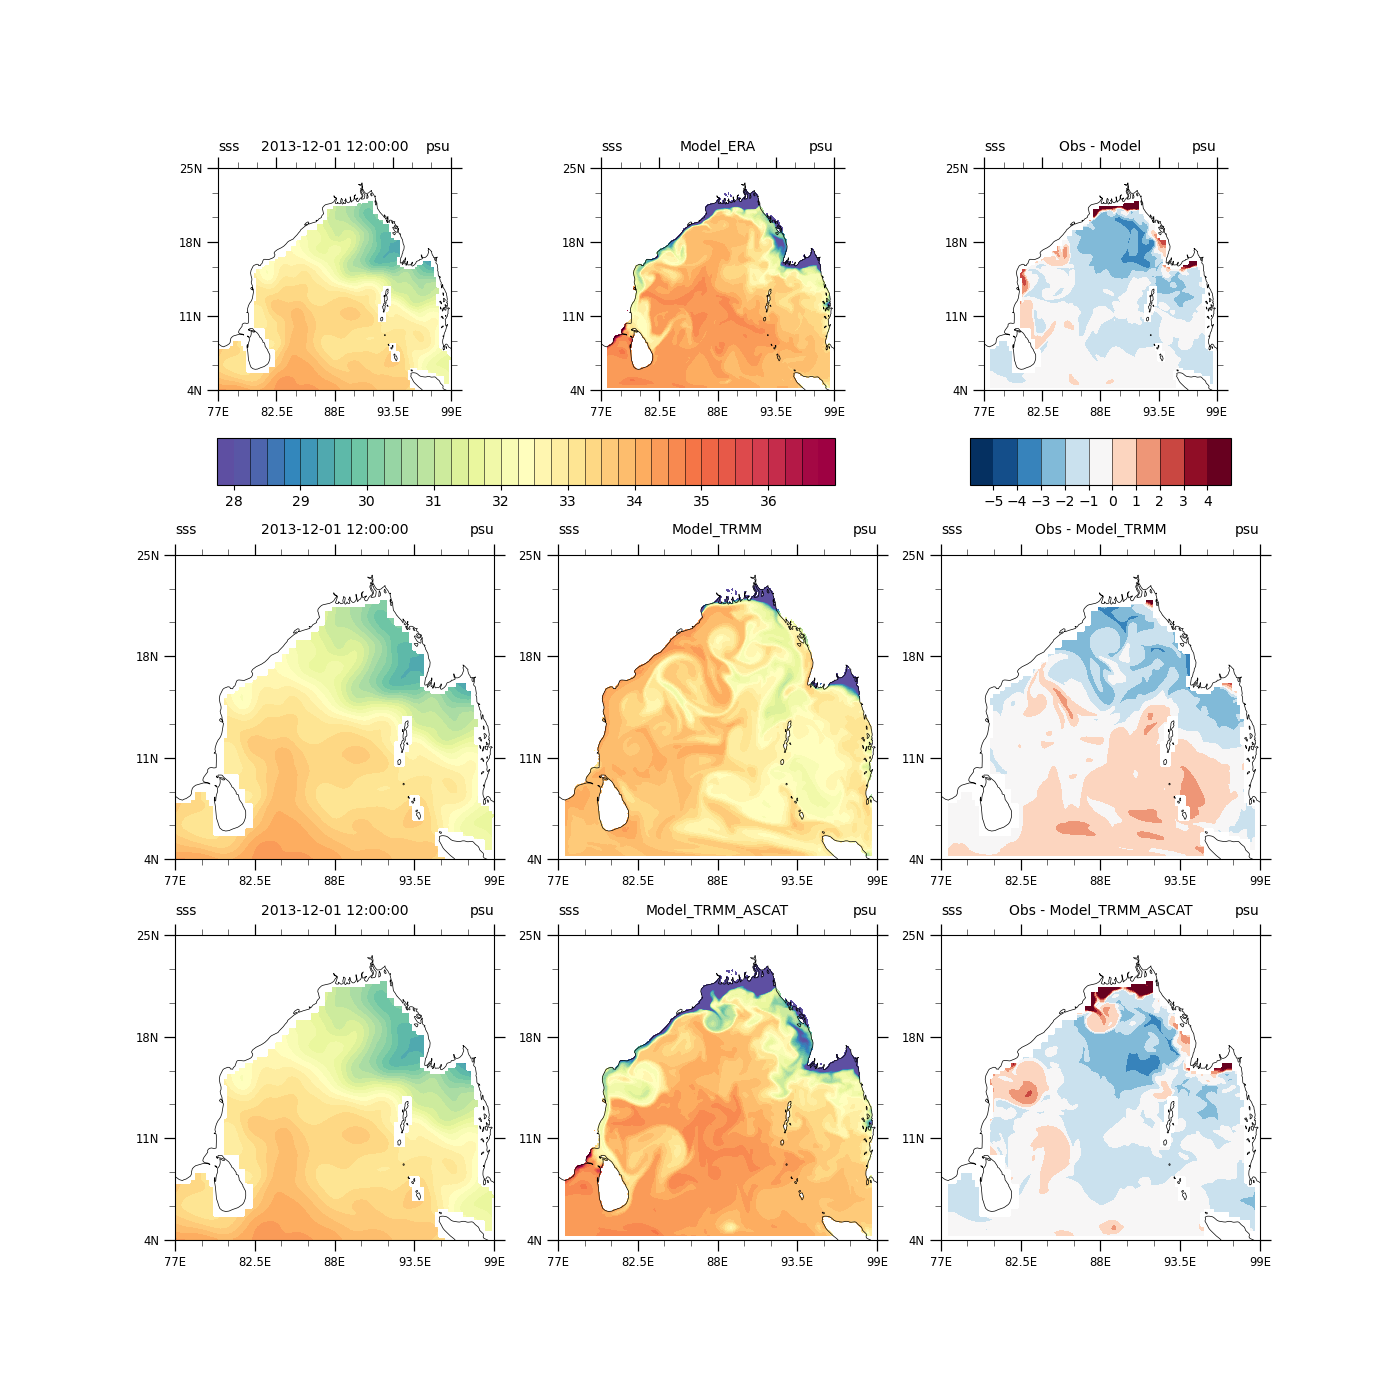 sss 2013-12-01 12:00:00 psu
sss Model_ERA psu
sss Obs - Model psu
25N
18N
11N
4N
77E 82.5E 88E 93.5E 99E
25N
18N
11N
4N
77E 82.5E 88E 93.5E 99E
25N
18N
11N
4N
77E 82.5E 88E 93.5E 99E
28 29 30 31 32 33 34 35 36
−5 −4 −3 −2 −1 0 1 2 3 4
sss 2013-12-01 12:00:00 psu
sss Model_TRMM psu
sss Obs - Model_TRMM psu
25N
18N
11N
4N
77E 82.5E 88E 93.5E 99E
25N
18N
11N
4N
77E 82.5E 88E 93.5E 99E
25N
18N
11N
4N
77E 82.5E 88E 93.5E 99E
sss 2013-12-01 12:00:00 psu
sss Model_TRMM_ASCAT psu
sss Obs - Model_TRMM_ASCAT psu
25N
18N
11N
4N
77E 82.5E 88E 93.5E 99E
25N
18N
11N
4N
77E 82.5E 88E 93.5E 99E
25N
18N
11N
4N
77E 82.5E 88E 93.5E 99E